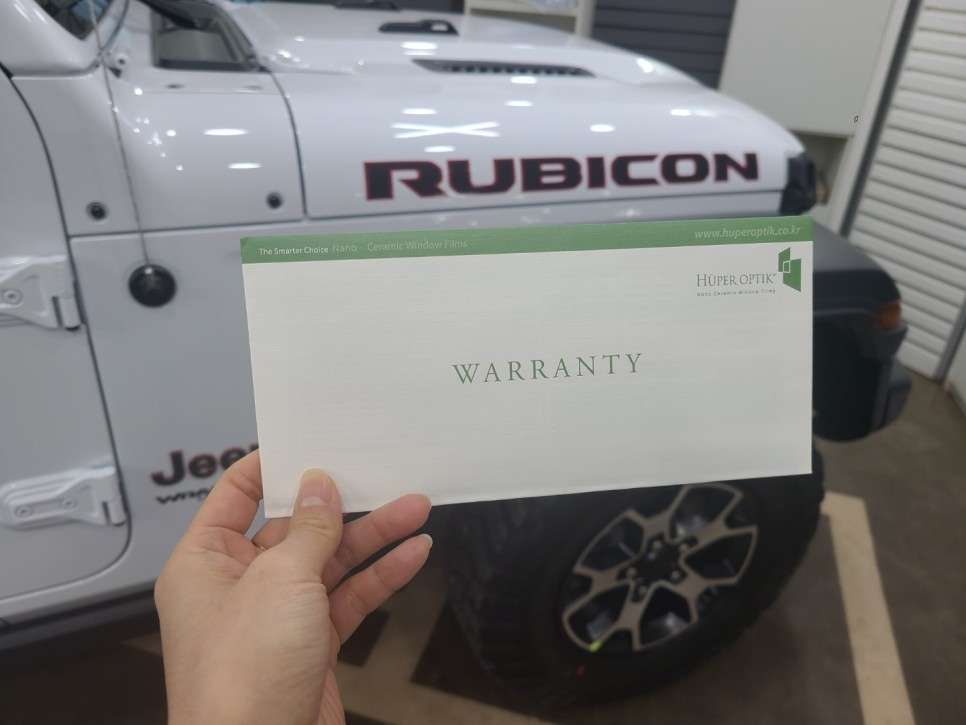 RUBICON
The Smarter Choice Nano - Ceramic Window Films
www.huperoptik.co.kr
HÜPER OPTIK®
Nano Ceramic Window Films
WARRANTY
Jee